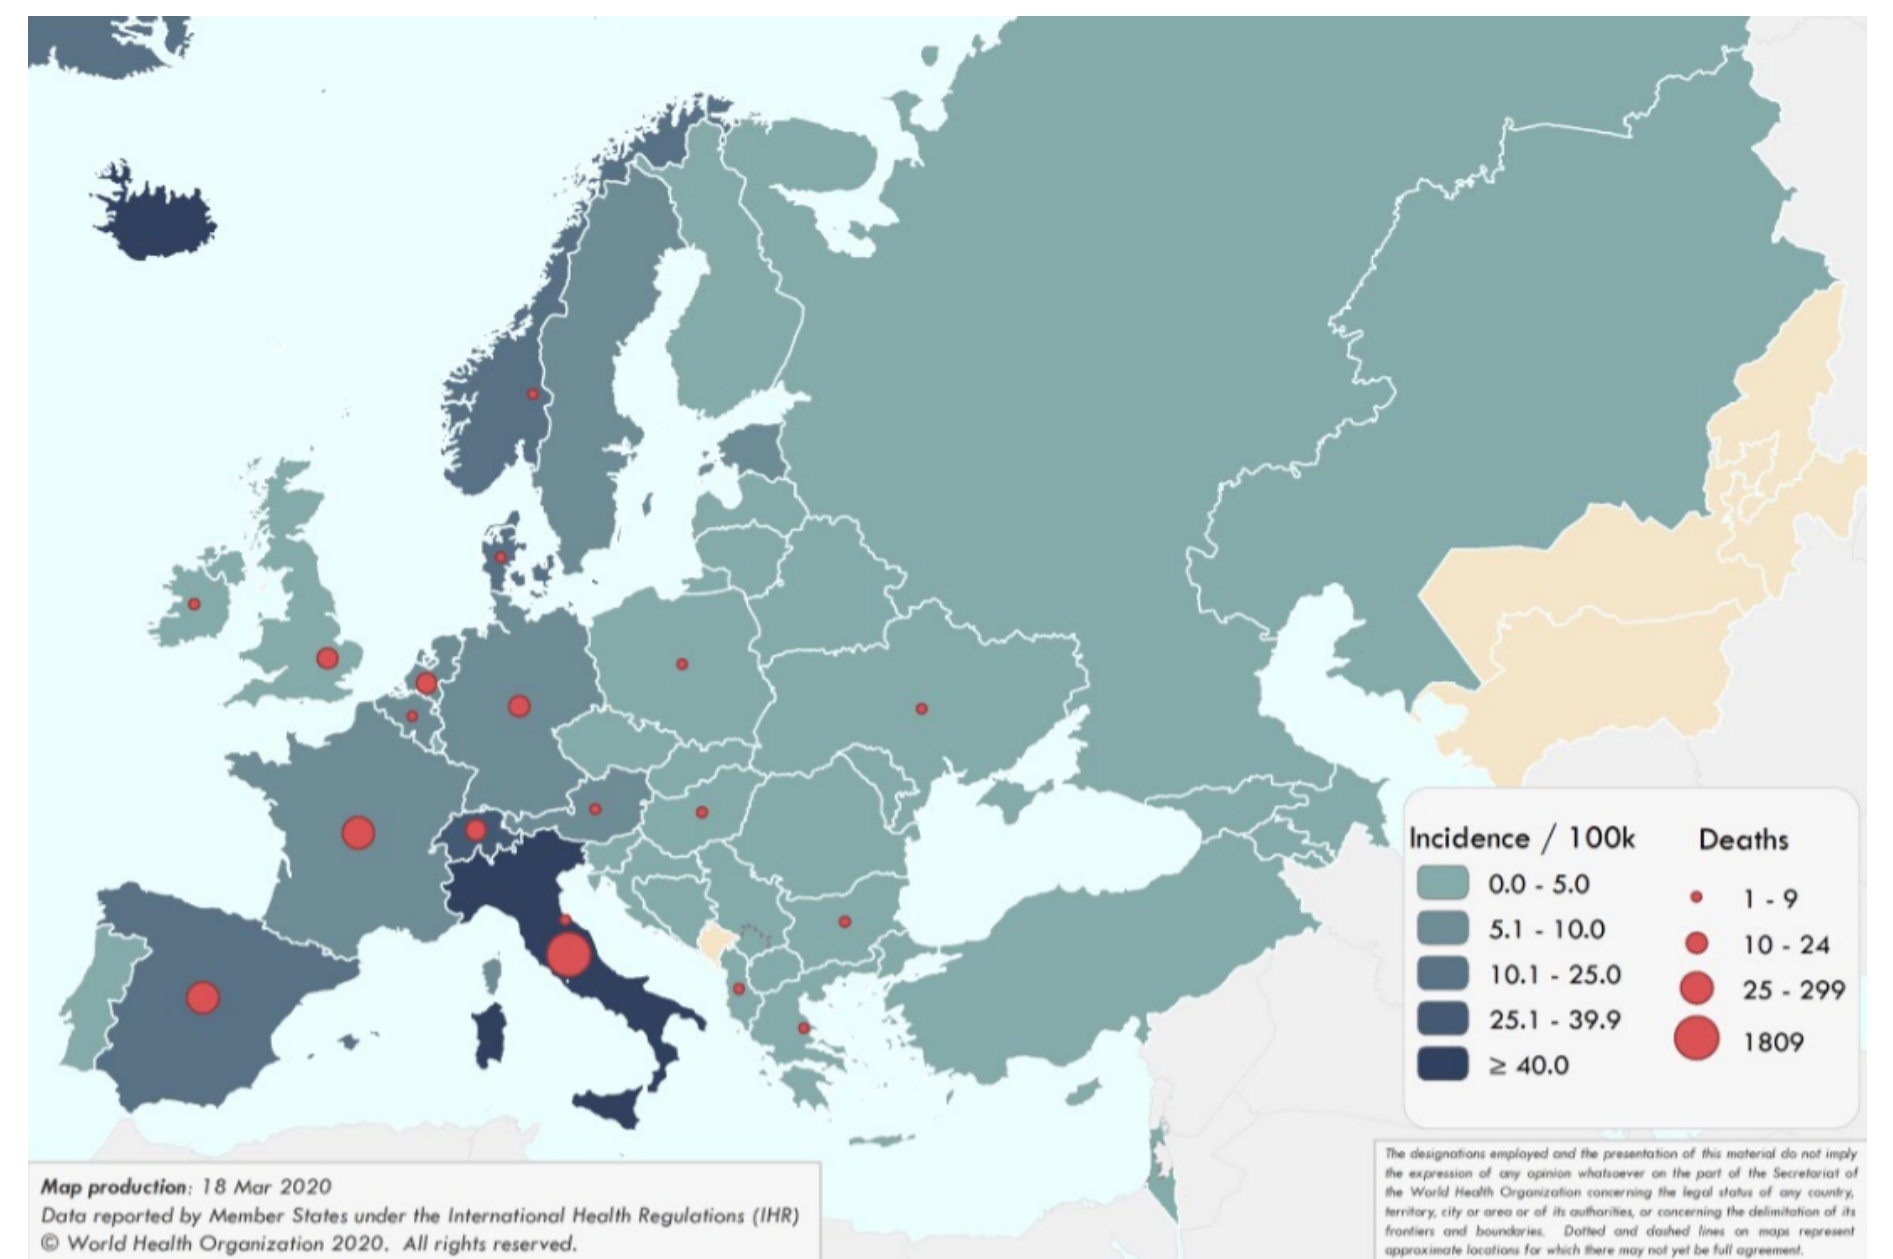 Incidence / 100k
0.0 - 5.0
5.1 - 10.0
10.1 - 25.0
25.1 - 39.9
≥ 40.0
Deaths
1 - 9
10 - 24
25 - 299
1809
Map production: 18 Mar 2020
Data reported by Member States under the International Health Regulations (IHR)
© World Health Organization 2020. All rights reserved.
The designations employed and the presentation of this material do not imply
the expression of any opinion whatsoever on the part of the Secretariat of
the World Health Organization concerning the legal status of any country,
territory, city or area or of its authorities, or concerning the delimitation of its
frontiers and boundaries. Dotted and dashed lines on maps represent
approximate locations for which there may not yet be full agreement.